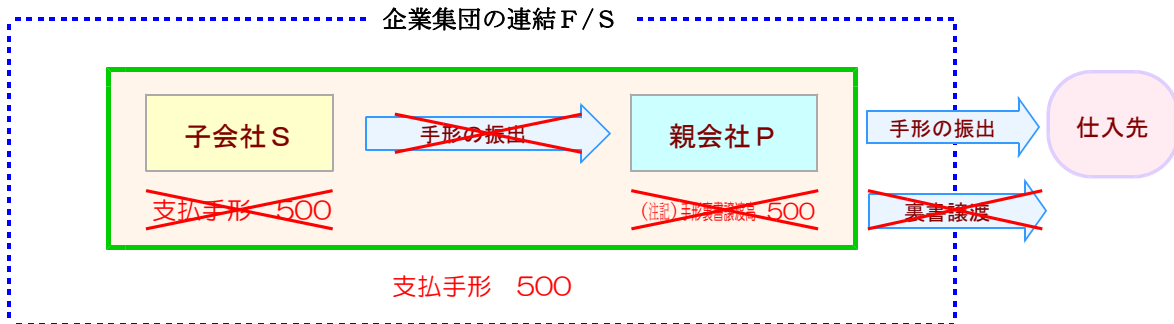 企業集団の連結F/S
子会社S
手形の振出
親会社P
手形の振出
仕入先
支払手形　500
(注記)手形裏書譲渡高 500
裏書譲渡
支払手形　500